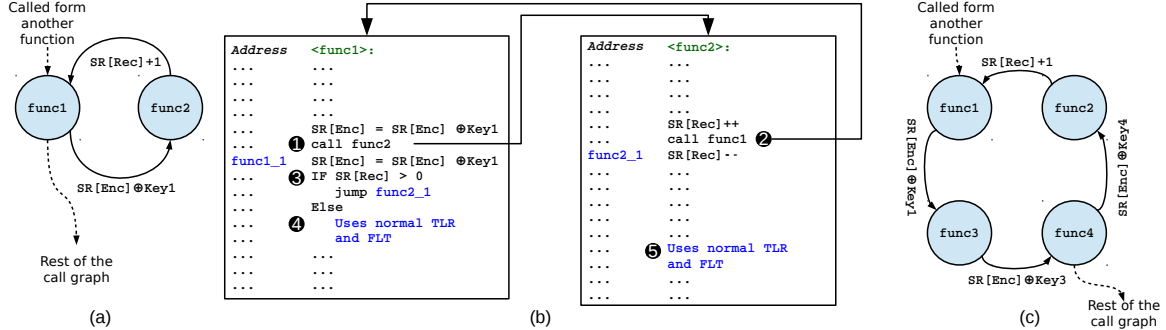 Called form
another
function
SR[Rec]+1
func1
func2
SR[Enc]⊕Key1
Rest of the
call graph
(a)
Address <func1>:
... ...
... ...
... ...
... ...
... SR[Enc] = SR[Enc] ⊕Key1
... ❶ call func2
func1_1 SR[Enc] = SR[Enc] ⊕Key1
... ❸ IF SR[Rec] > 0
... jump func2_1
... Else
... ❹ Uses normal TLR
... and FLT
... ...
... ...
... ...
Address <func2>:
... ...
... ...
... ...
... ...
... SR[Rec]++
... call func1 ❷
func2_1 SR[Rec]--
... ...
... ...
... ...
... ...
... ...
... ❺ Uses normal TLR
... and FLT
... ...
... ...
(b)
Called form
another
function
SR[Rec]+1
func1
func2
SR[Enc]⊕Key1
SR[Enc]⊕Key4
func3
func4
SR[Enc]⊕Key3
Rest of the
call graph
(c)